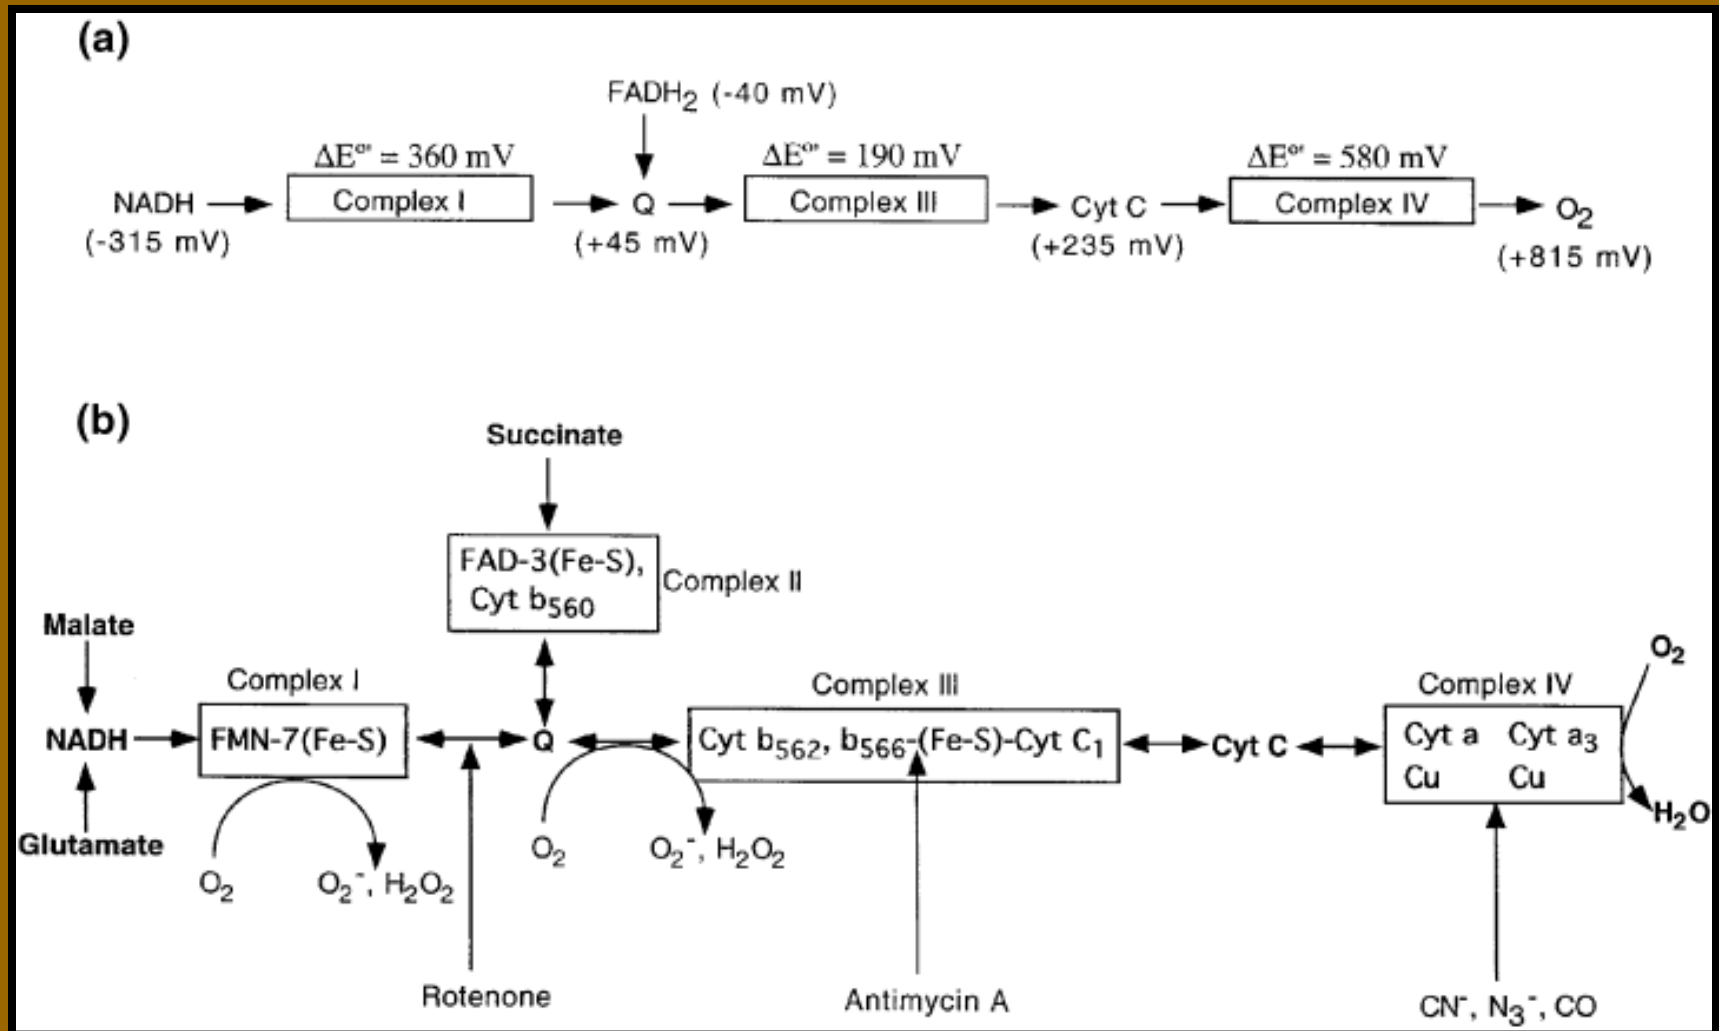 (a)
FADH₂ (-40 mV)
ΔE°' = 360 mV
ΔE°' = 190 mV
ΔE°' = 580 mV
NADH
Complex I
Q
Complex III
Cyt C
Complex IV
O₂
(-315 mV)
(+45 mV)
(+235 mV)
(+815 mV)
(b)
Succinate
FAD-3(Fe-S),
Cyt b₅₆₀
Complex II
Malate
Complex I
Complex III
Complex IV
O₂
NADH
FMN-7(Fe-S)
Q
Cyt b₅₆₂, b₅₆₆-(Fe-S)-Cyt C₁
Cyt C
Cyt a Cyt a₃
Cu Cu
H₂O
Glutamate
O₂
O₂⁻, H₂O₂
O₂
O₂⁻, H₂O₂
Rotenone
Antimycin A
CN⁻, N₃⁻, CO